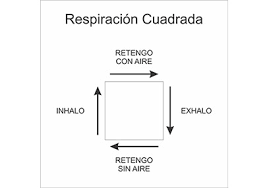 Respiración Cuadrada
RETENGO
CON AIRE
INHALO
EXHALO
RETENGO
SIN AIRE